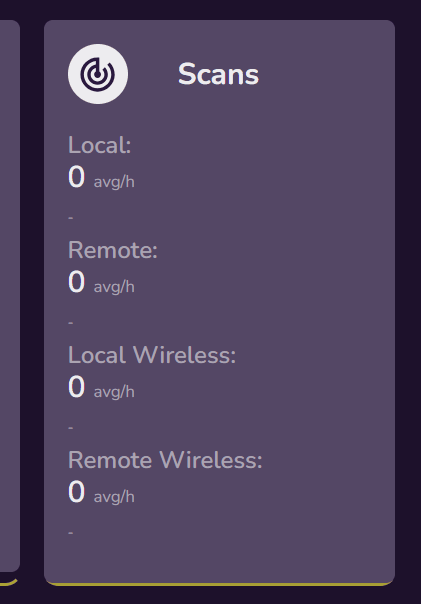 Scans
Local:
0 avg/h
-
Remote:
0 avg/h
-
Local Wireless:
0 avg/h
-
Remote Wireless:
0 avg/h
-